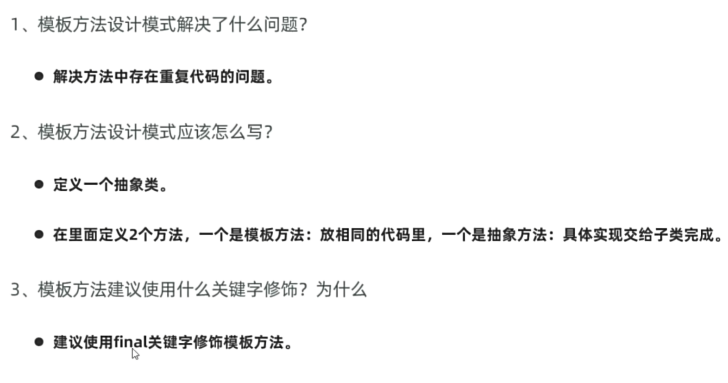 1、模板方法设计模式解决了什么问题？
● 解决方法中存在重复代码的问题。
2、模板方法设计模式应该怎么写？
● 定义一个抽象类。
● 在里面定义2个方法，一个是模板方法：放相同的代码里，一个是抽象方法：具体实现交给子类完成。
3、模板方法建议使用什么关键字修饰？为什么
● 建议使用final关键字修饰模板方法。